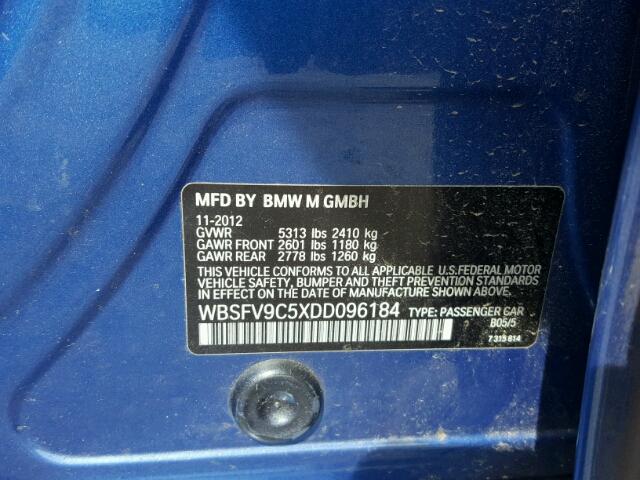 MFD BY BMW M GMBH
11-2012
GVWR 5313 lbs 2410 kg
GAWR FRONT 2601 lbs 1180 kg
GAWR REAR 2778 lbs 1260 kg
THIS VEHICLE CONFORMS TO ALL APPLICABLE U.S.FEDERAL MOTOR
VEHICLE SAFETY, BUMPER AND THEFT PREVENTION STANDARDS
IN EFFECT ON THE DATE OF MANUFACTURE SHOWN ABOVE.
WBSFV9C5XDD096184 TYPE: PASSENGER CAR
B05/5
7 313 814